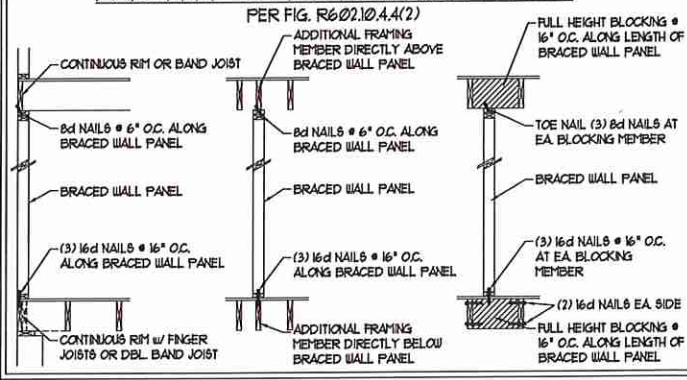 PER FIG. R602.10.4.4(2)
CONTINUOUS RIM OR BAND JOIST
8d NAILS @ 6" O.C. ALONG
BRACED WALL PANEL
BRACED WALL PANEL
(3) 16d NAILS @ 16" O.C.
ALONG BRACED WALL PANEL
CONTINUOUS RIM w/ FINGER
JOISTS OR DBL. BAND JOIST
ADDITIONAL FRAMING
MEMBER DIRECTLY ABOVE
BRACED WALL PANEL
8d NAILS @ 6" O.C. ALONG
BRACED WALL PANEL
BRACED WALL PANEL
(3) 16d NAILS @ 16" O.C.
ALONG BRACED WALL PANEL
ADDITIONAL FRAMING
MEMBER DIRECTLY BELOW
BRACED WALL PANEL
FULL HEIGHT BLOCKING @
16" O.C. ALONG LENGTH OF
BRACED WALL PANEL
TOE NAIL (3) 8d NAILS AT
EA. BLOCKING MEMBER
BRACED WALL PANEL
(3) 16d NAILS @ 16" O.C.
AT EA. BLOCKING
MEMBER
(2) 16d NAILS EA. SIDE
FULL HEIGHT BLOCKING @
16" O.C. ALONG LENGTH OF
BRACED WALL PANEL